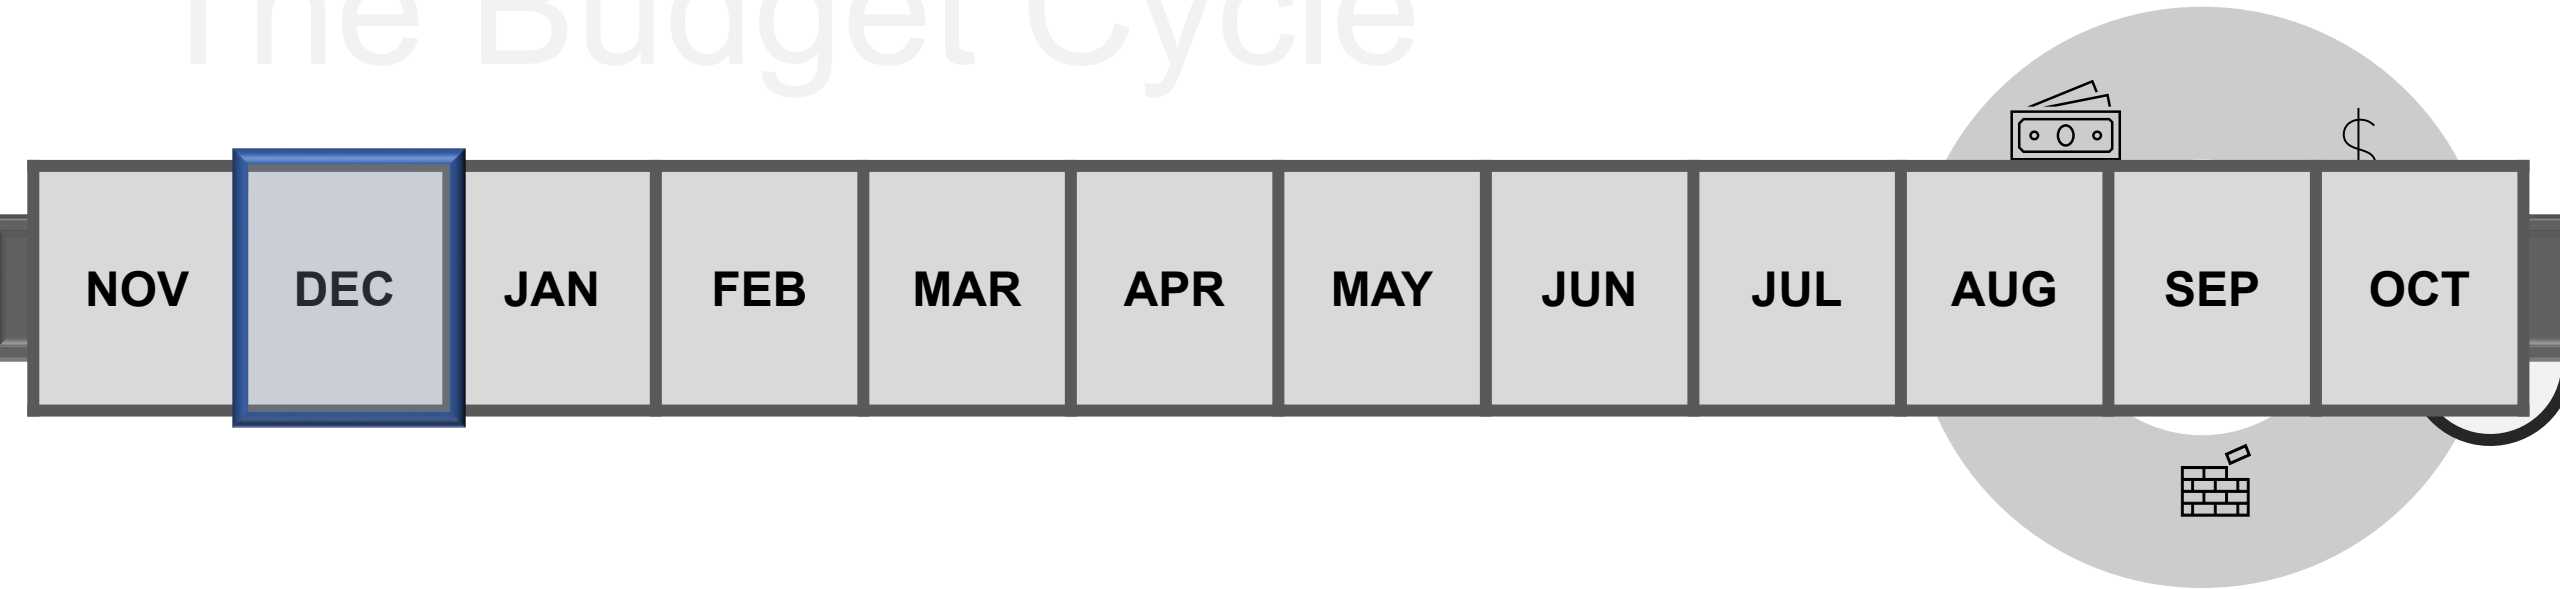 The Budget Cycle
NOV DEC JAN FEB MAR APR MAY JUN JUL AUG SEP OCT